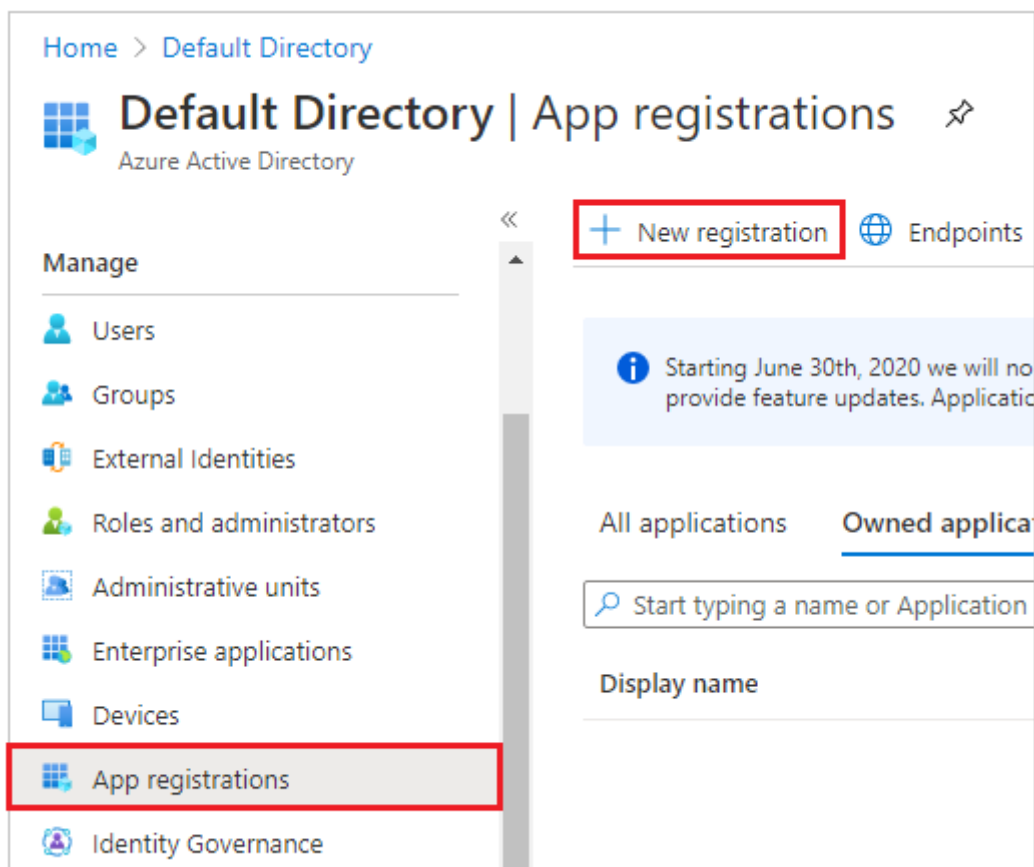 Home > Default Directory
Default Directory | App registrations
Azure Active Directory
«
+ New registration
Endpoints
Manage
Users
Groups
External Identities
Roles and administrators
Administrative units
Enterprise applications
Devices
App registrations
Identity Governance
Starting June 30th, 2020 we will no
provide feature updates. Applicatio
All applications
Owned applica
Start typing a name or Application
Display name